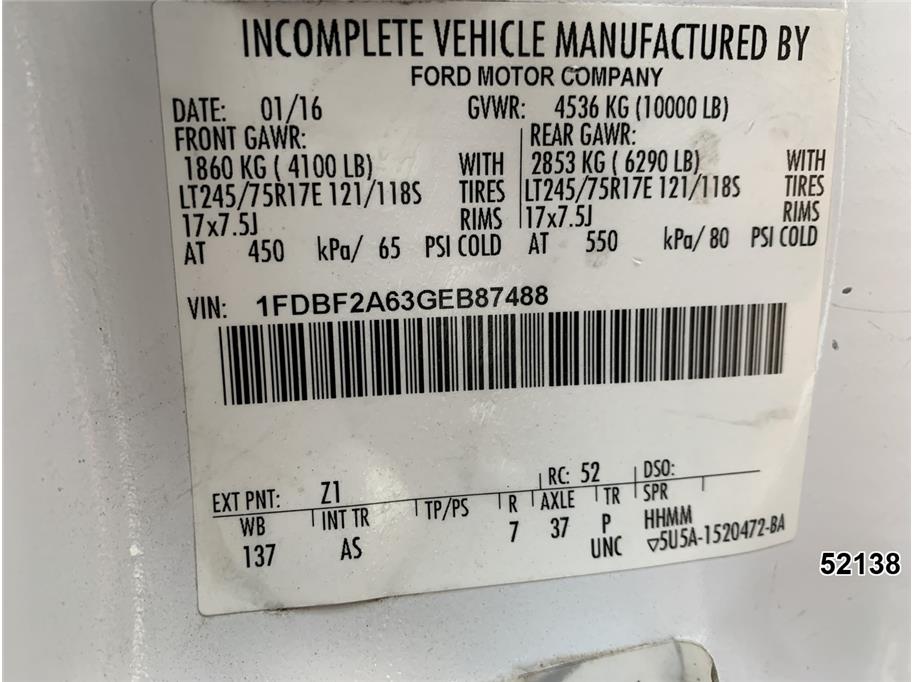 INCOMPLETE VEHICLE MANUFACTURED BY
FORD MOTOR COMPANY
DATE: 01/16 GVWR: 4536 KG (10000 LB)
FRONT GAWR: REAR GAWR:
1860 KG ( 4100 LB) WITH 2853 KG ( 6290 LB) WITH
LT245/75R17E 121/118S TIRES LT245/75R17E 121/118S TIRES
17x7.5J RIMS 17x7.5J RIMS
AT 450 kPa/ 65 PSI COLD AT 550 kPa/ 80 PSI COLD
VIN: 1FDBF2A63GEB87488
EXT PNT: Z1 RC: 52 DSO:
WB INT TR TP/PS R AXLE TR SPR
137 AS 7 37 P HHMM
UNC ▽5U5A-1520472-BA
52138